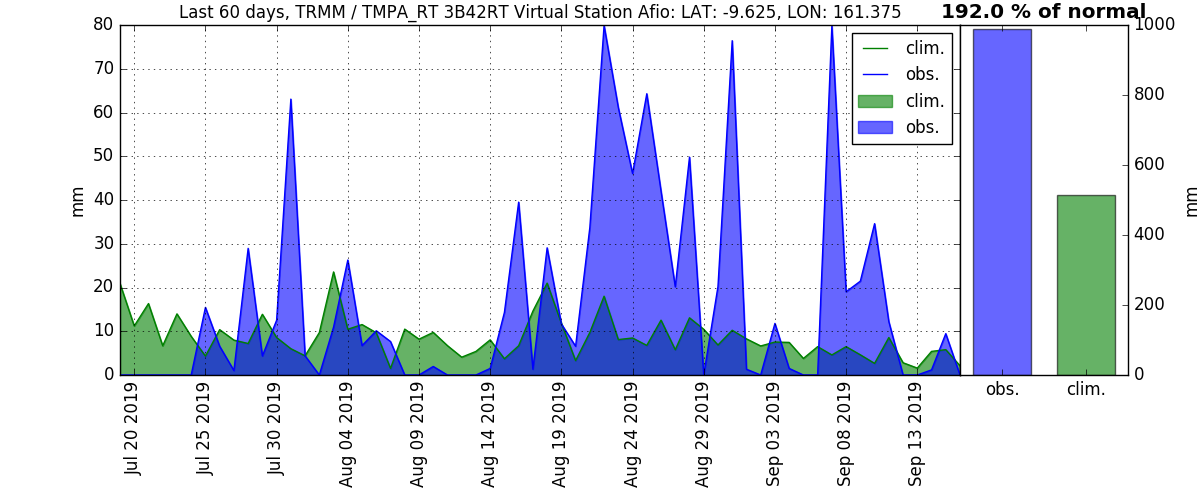 Last 60 days, TRMM / TMPA_RT 3B42RT Virtual Station Afio: LAT: -9.625, LON: 161.375
192.0 % of normal
80
70
60
50
40
30
20
10
0
mm
clim.
obs.
clim.
obs.
Jul 20 2019
Jul 25 2019
Jul 30 2019
Aug 04 2019
Aug 09 2019
Aug 14 2019
Aug 19 2019
Aug 24 2019
Aug 29 2019
Sep 03 2019
Sep 08 2019
Sep 13 2019
1000
800
600
400
200
0
mm
obs.
clim.